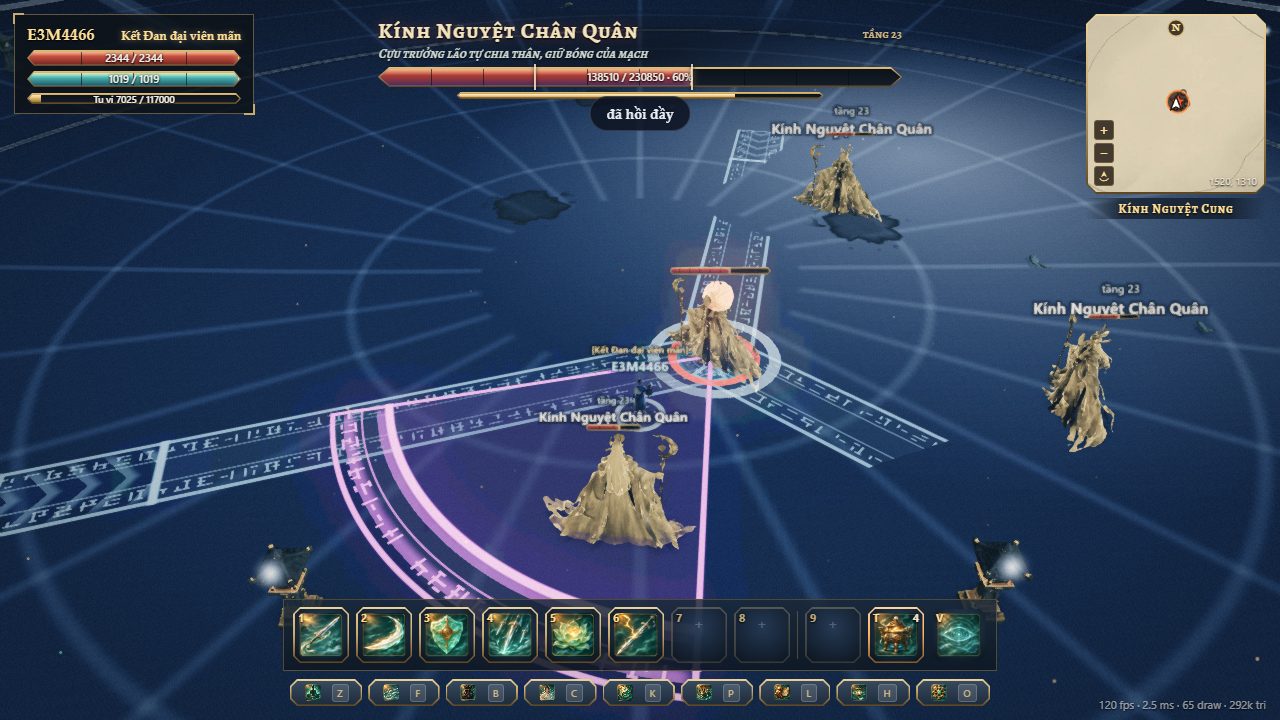 E3M4466 Kết Đan đại viên mãn
2344 / 2344
1019 / 1019
Tu vi 7025 / 117000
Kính Nguyệt Chân Quân
TẦNG 23
Cựu trưởng lão tự chia thân, giữ bóng của mạch
138510 / 230850 · 60%
đã hồi đầy
N
+
−
1520, 1310
Kính Nguyệt Cung
tầng 23
Kính Nguyệt Chân Quân
tầng 23
Kính Nguyệt Chân Quân
[Kết Đan đại viên mãn]
E3M4466
tầng 23
Kính Nguyệt Chân Quân
1 2 3 4 5 6 7 + 8 + 9 + T 4 V
Z F B C K P L H O
120 fps · 2.5 ms · 65 draw · 292k tri